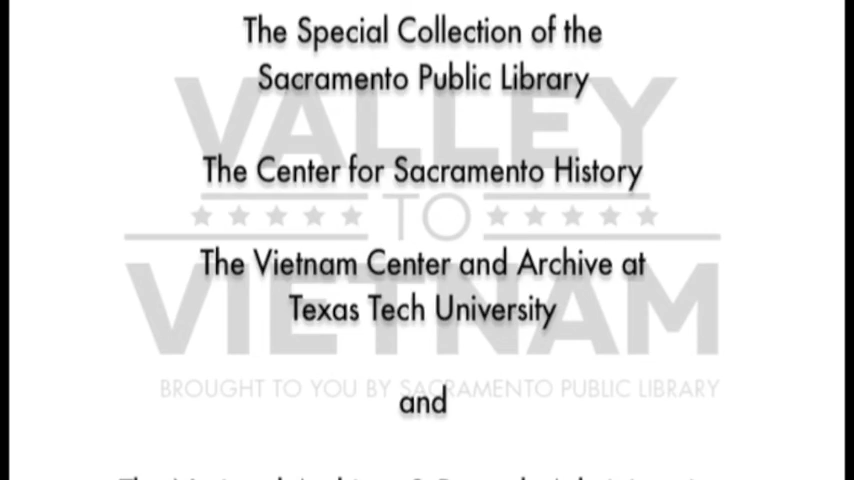 The Special Collection of the
Sacramento Public Library
VALLEY
The Center for Sacramento History
TO
The Vietnam Center and Archive at
Texas Tech University
VIETNAM
BROUGHT TO YOU BY SACRAMENTO PUBLIC LIBRARY
and